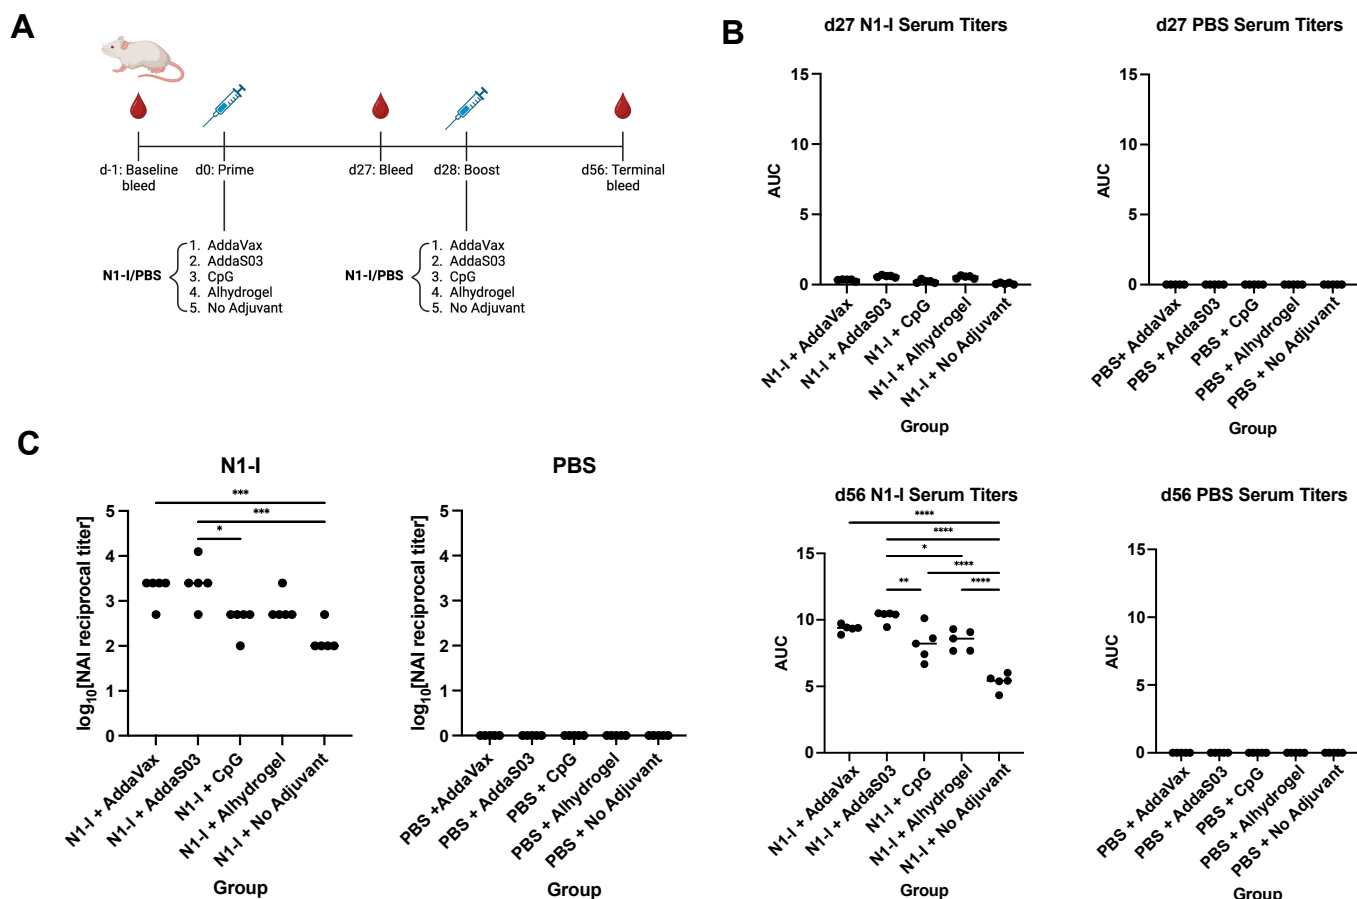 A
d-1: Baseline
bleed
d0: Prime
d27: Bleed
d28: Boost
d56: Terminal
bleed
N1-I/PBS
1. AddaVax
2. AddaS03
3. CpG
4. Alhydrogel
5. No Adjuvant
N1-I/PBS
1. AddaVax
2. AddaS03
3. CpG
4. Alhydrogel
5. No Adjuvant
B
d27 N1-I Serum Titers
AUC
15
10
5
0
N1-I + AddaVax
N1-I + AddaS03
N1-I + CpG
N1-I + Alhydrogel
N1-I + No Adjuvant
Group
d27 PBS Serum Titers
AUC
15
10
5
0
PBS+ AddaVax
PBS + AddaS03
PBS + CpG
PBS + Alhydrogel
PBS + No Adjuvant
Group
d56 N1-I Serum Titers
****
****
*
****
**
****
AUC
15
10
5
0
N1-I + AddaVax
N1-I + AddaS03
N1-I + CpG
N1-I + Alhydrogel
N1-I + No Adjuvant
Group
d56 PBS Serum Titers
AUC
15
10
5
0
PBS + AddaVax
PBS + AddaS03
PBS + CpG
PBS + Alhydrogel
PBS + No Adjuvant
Group
C
N1-I
***
***
*
log10[NAI reciprocal titer]
5
4
3
2
1
0
N1-I + AddaVax
N1-I + AddaS03
N1-I + CpG
N1-I + Alhydrogel
N1-I + No Adjuvant
Group
PBS
log10[NAI reciprocal titer]
5
4
3
2
1
0
PBS +AddaVax
PBS + AddaS03
PBS + CpG
PBS + Alhydrogel
PBS + No Adjuvant
Group